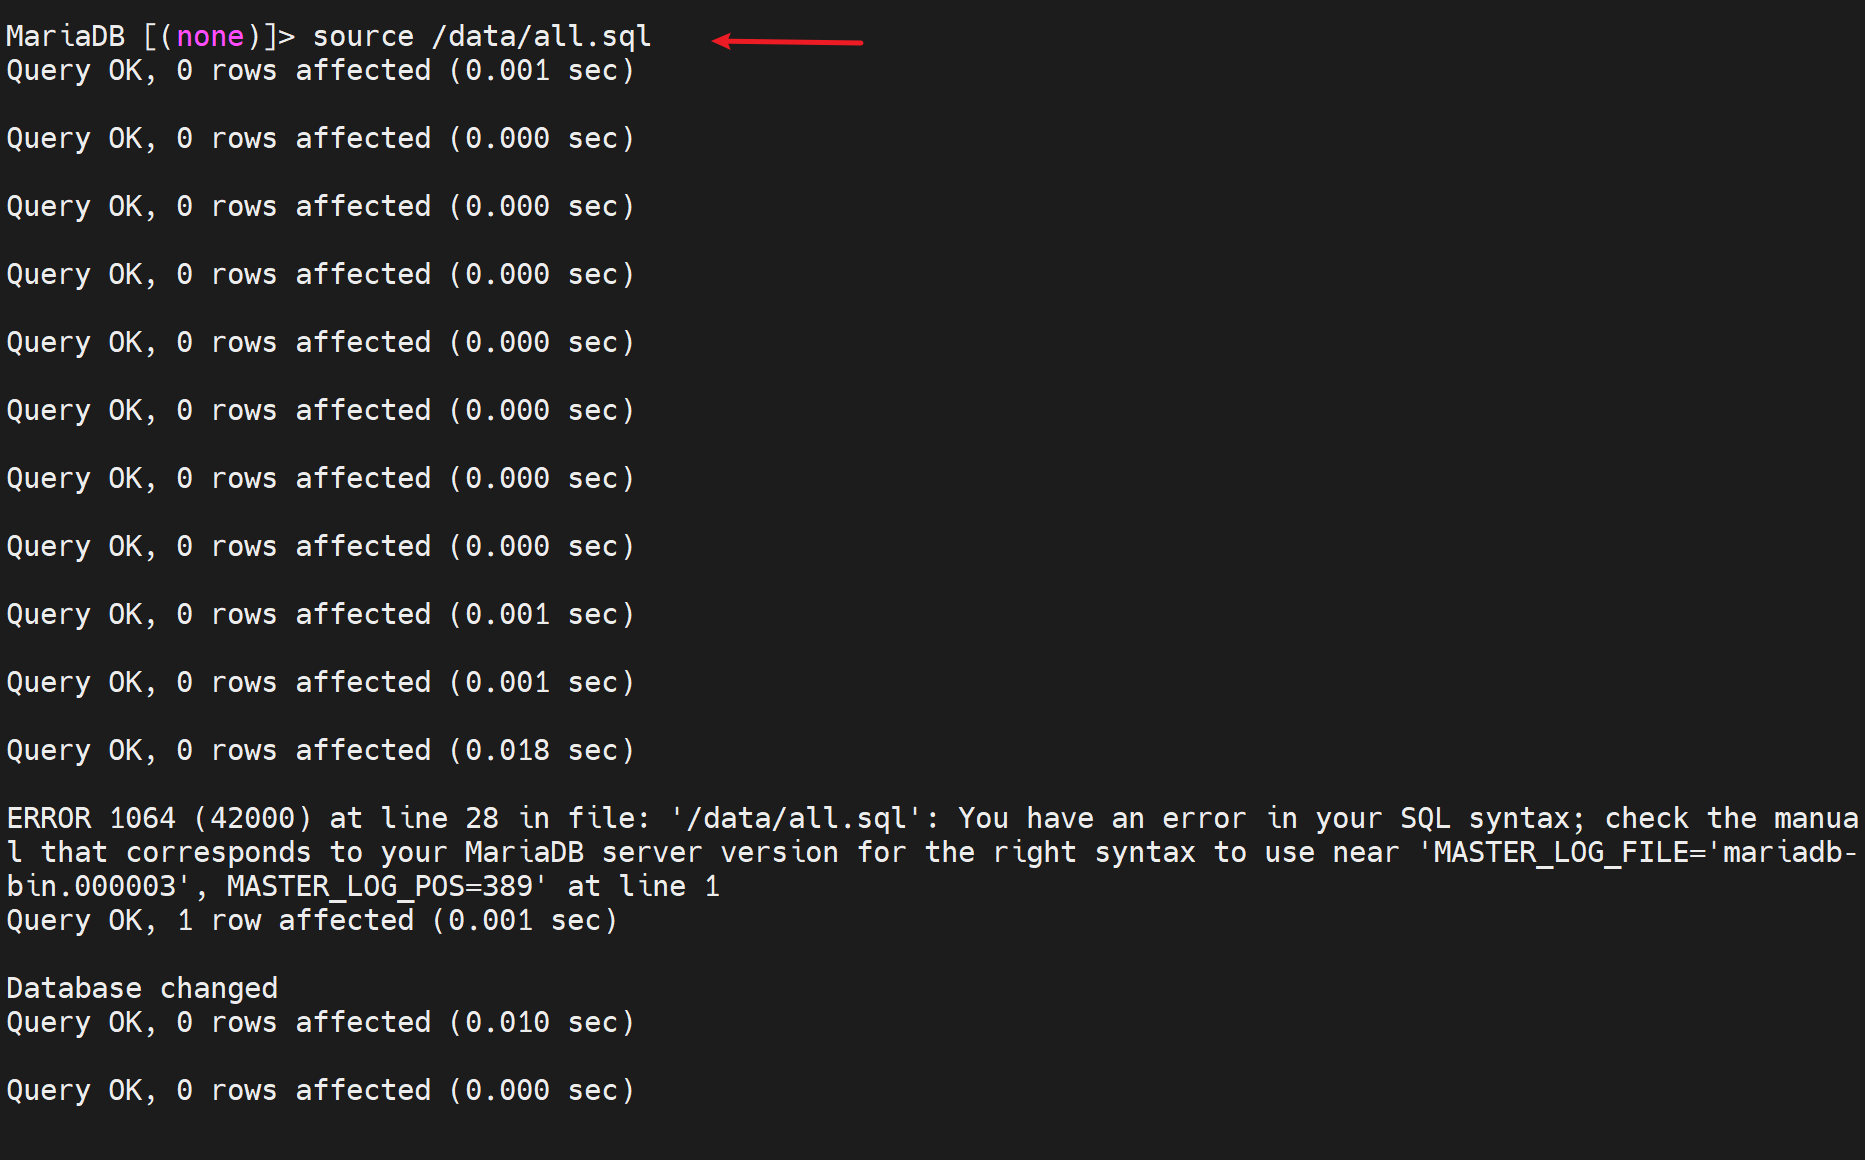 MariaDB [(none)]> source /data/all.sql
Query OK, 0 rows affected (0.001 sec)
Query OK, 0 rows affected (0.000 sec)
Query OK, 0 rows affected (0.000 sec)
Query OK, 0 rows affected (0.000 sec)
Query OK, 0 rows affected (0.000 sec)
Query OK, 0 rows affected (0.000 sec)
Query OK, 0 rows affected (0.000 sec)
Query OK, 0 rows affected (0.000 sec)
Query OK, 0 rows affected (0.001 sec)
Query OK, 0 rows affected (0.001 sec)
Query OK, 0 rows affected (0.018 sec)
ERROR 1064 (42000) at line 28 in file: '/data/all.sql': You have an error in your SQL syntax; check the manua
l that corresponds to your MariaDB server version for the right syntax to use near 'MASTER_LOG_FILE='mariadb-
bin.000003', MASTER_LOG_POS=389' at line 1
Query OK, 1 row affected (0.001 sec)
Database changed
Query OK, 0 rows affected (0.010 sec)
Query OK, 0 rows affected (0.000 sec)